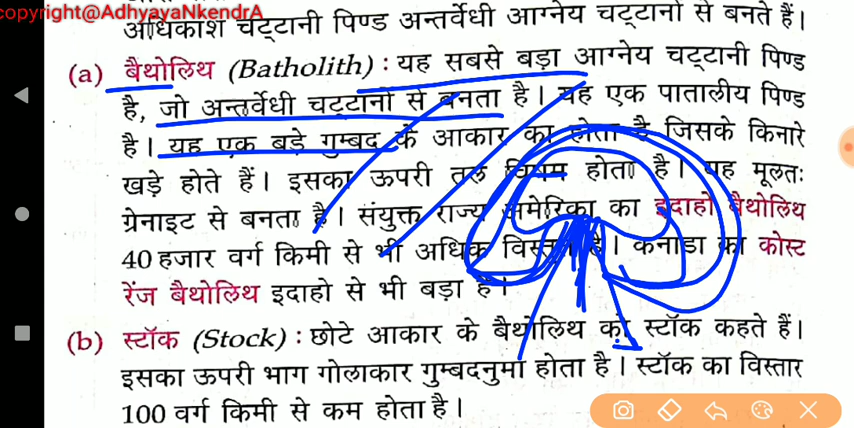 copyright@AdhyayaNkendrA
अधिकांश चट्टानी पिण्ड अन्तर्वेधी आग्नेय चट्टानों से बनते हैं।
(a) बैथोलिथ (Batholith) : यह सबसे बड़ा आग्नेय चट्टानी पिण्ड
है, जो अन्तर्वेधी चट्टानों से बनता है। यह एक पातालीय पिण्ड
है। यह एक बड़े गुम्बद के आकार का होता है जिसके किनारे
खड़े होते हैं। इसका ऊपरी तल विषम होता है। यह मूलतः
ग्रेनाइट से बनता है। संयुक्त राज्य अमेरिका का इदाहो बैथोलिथ
40 हजार वर्ग किमी से भी अधिक विस्तृत है। कनाडा का कोस्ट
रेंज बैथोलिथ इदाहो से भी बड़ा है।
(b) स्टॉक (Stock) : छोटे आकार के बैथोलिथ को स्टॉक कहते हैं।
इसका ऊपरी भाग गोलाकार गुम्बदनुमा होता है। स्टॉक का विस्तार
100 वर्ग किमी से कम होता है।